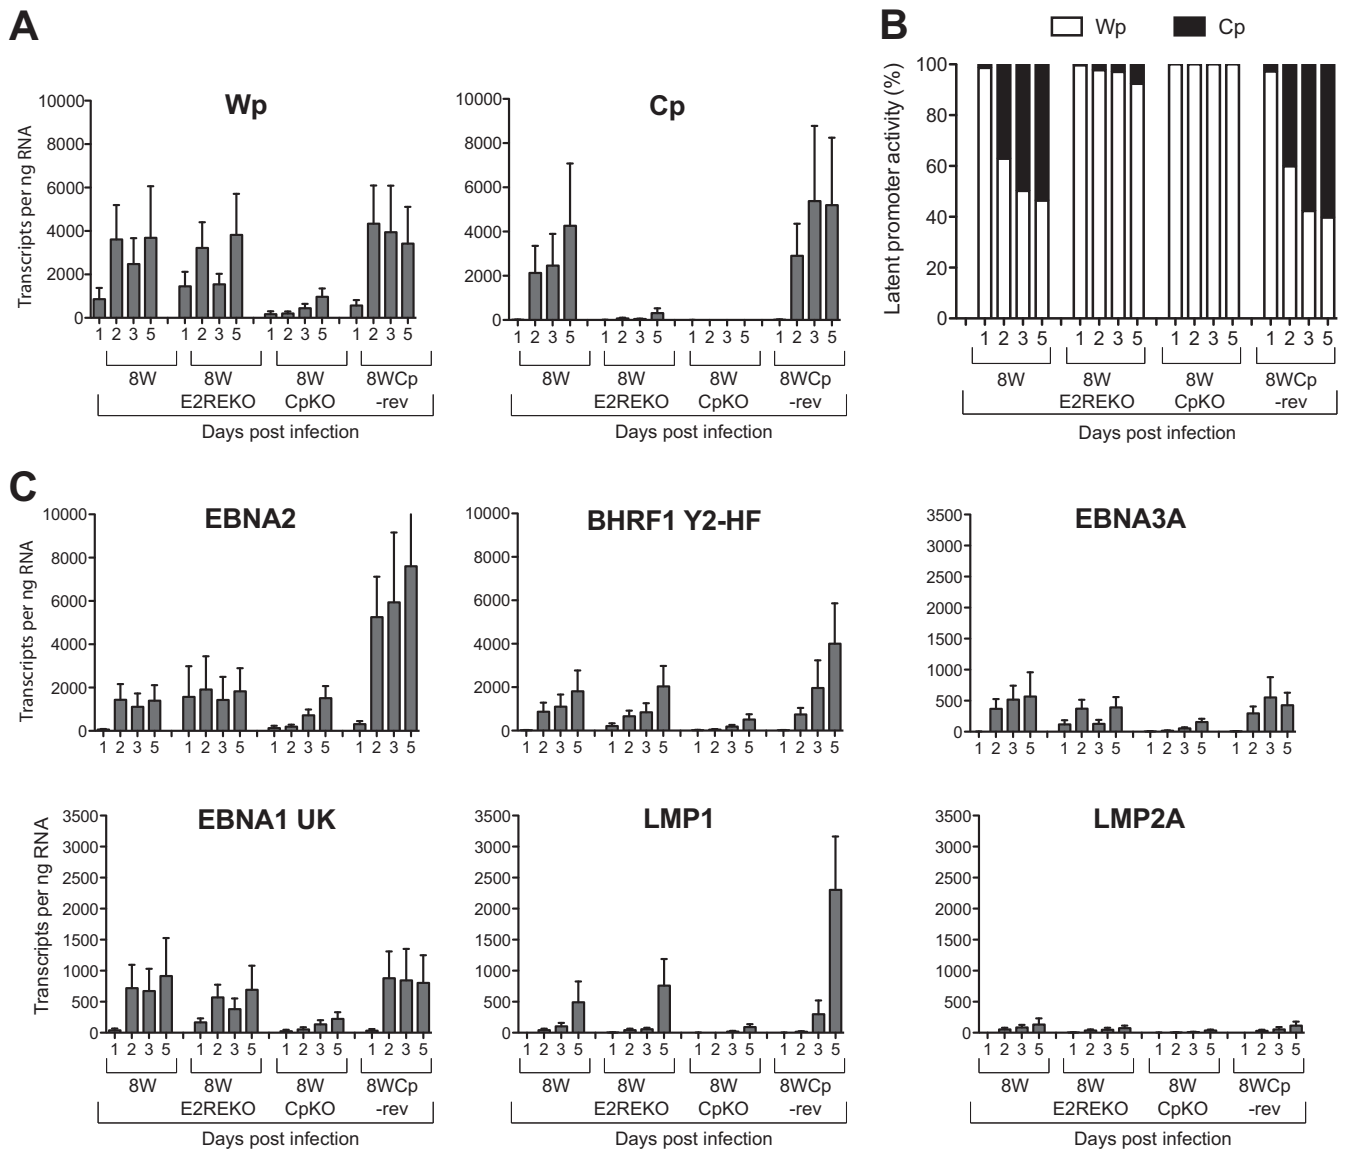 A
Wp
Transcripts per ng RNA
10000
8000
6000
4000
2000
0
1 2 3 5 1 2 3 5 1 2 3 5 1 2 3 5
8W 8W 8W 8WCp
E2REKO CpKO -rev
Days post infection
Cp
10000
8000
6000
4000
2000
0
1 2 3 5 1 2 3 5 1 2 3 5 1 2 3 5
8W 8W 8W 8WCp
E2REKO CpKO -rev
Days post infection
B
Wp Cp
Latent promoter activity (%)
100
80
60
40
20
0
1 2 3 5 1 2 3 5 1 2 3 5 1 2 3 5
8W 8W 8W 8WCp
E2REKO CpKO -rev
Days post infection
C
EBNA2
Transcripts per ng RNA
10000
8000
6000
4000
2000
0
1 2 3 5 1 2 3 5 1 2 3 5 1 2 3 5
BHRF1 Y2-HF
10000
8000
6000
4000
2000
0
1 2 3 5 1 2 3 5 1 2 3 5 1 2 3 5
EBNA3A
3500
3000
2500
2000
1500
1000
500
0
1 2 3 5 1 2 3 5 1 2 3 5 1 2 3 5
EBNA1 UK
Transcripts per ng RNA
3500
3000
2500
2000
1500
1000
500
0
1 2 3 5 1 2 3 5 1 2 3 5 1 2 3 5
8W 8W 8W 8WCp
E2REKO CpKO -rev
Days post infection
LMP1
3500
3000
2500
2000
1500
1000
500
0
1 2 3 5 1 2 3 5 1 2 3 5 1 2 3 5
8W 8W 8W 8WCp
E2REKO CpKO -rev
Days post infection
LMP2A
3500
3000
2500
2000
1500
1000
500
0
1 2 3 5 1 2 3 5 1 2 3 5 1 2 3 5
8W 8W 8W 8WCp
E2REKO CpKO -rev
Days post infection